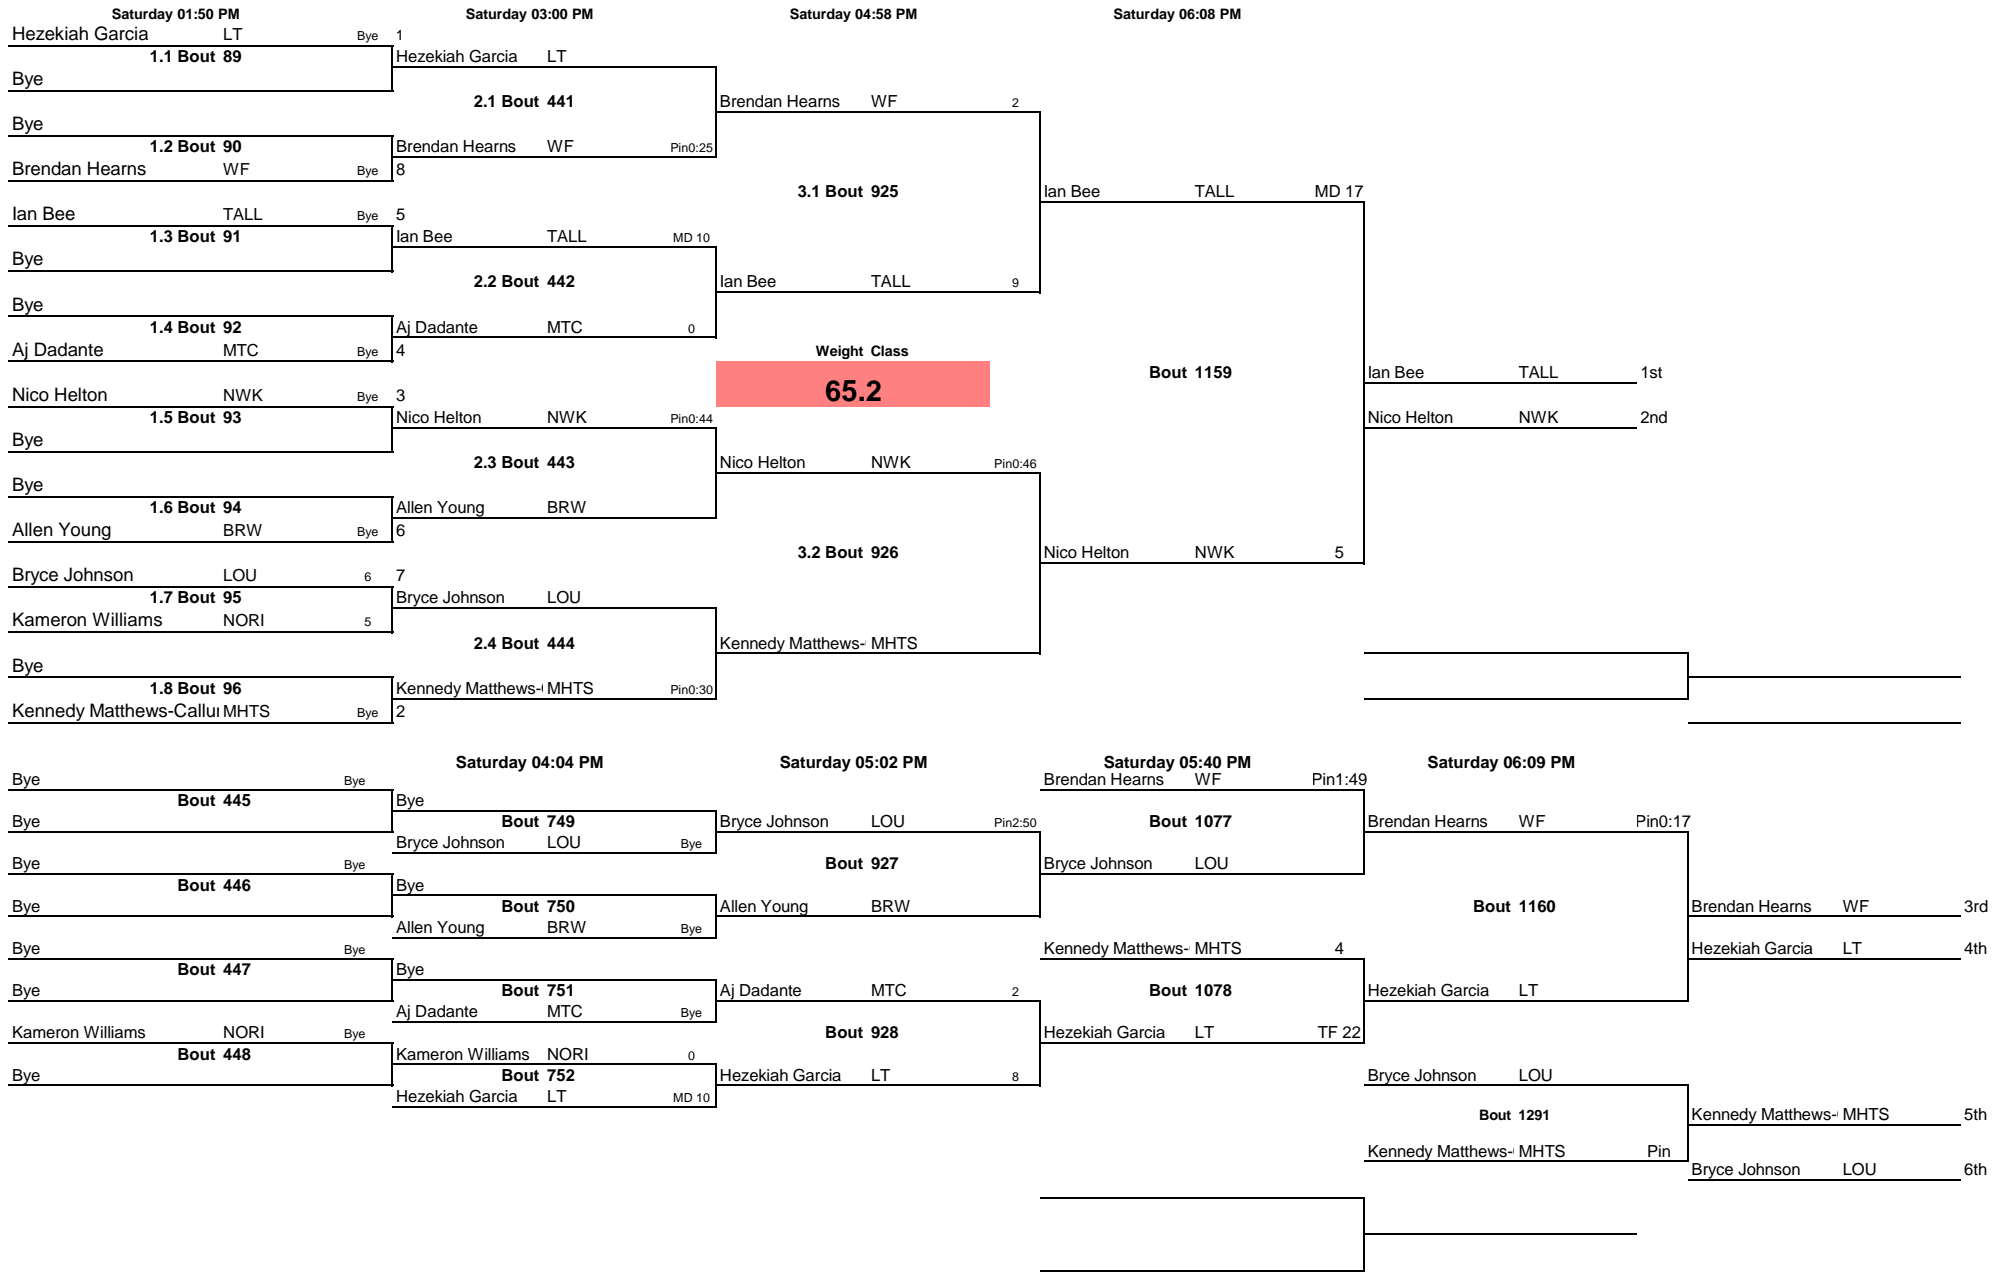 Saturday 01:50 PM Saturday 03:00 PM Saturday 04:58 PM Saturday 06:08 PM
Hezekiah Garcia LT Bye 1
1.1 Bout 89 Hezekiah Garcia LT
Bye
2.1 Bout 441 Brendan Hearns WF 2
Bye
1.2 Bout 90 Brendan Hearns WF Pin0:25
Brendan Hearns WF Bye 8
3.1 Bout 925 Ian Bee TALL MD 17
Ian Bee TALL Bye 5
1.3 Bout 91 Ian Bee TALL MD 10
Bye
2.2 Bout 442 Ian Bee TALL 9
Bye
1.4 Bout 92 Aj Dadante MTC 0
Aj Dadante MTC Bye 4 Weight Class
Bout 1159 Ian Bee TALL 1st
Nico Helton NWK Bye 3 65.2
1.5 Bout 93 Nico Helton NWK Pin0:44 Nico Helton NWK 2nd
Bye
2.3 Bout 443 Nico Helton NWK Pin0:46
Bye
1.6 Bout 94 Allen Young BRW
Allen Young BRW Bye 6
3.2 Bout 926 Nico Helton NWK 5
Bryce Johnson LOU 6 7
1.7 Bout 95 Bryce Johnson LOU
Kameron Williams NORI 5
2.4 Bout 444 Kennedy Matthews- MHTS
Bye
1.8 Bout 96 Kennedy Matthews-( MHTS Pin0:30
Kennedy Matthews-Callu MHTS Bye 2
Saturday 04:04 PM Saturday 05:02 PM Saturday 05:40 PM Saturday 06:09 PM
Bye Bye Brendan Hearns WF Pin1:49
Bout 445 Bye
Bye Bout 749 Bryce Johnson LOU Pin2:50 Bout 1077 Brendan Hearns WF Pin0:17
Bryce Johnson LOU Bye
Bye Bye Bout 927 Bryce Johnson LOU
Bout 446 Bye
Bye Bout 750 Allen Young BRW Bout 1160 Brendan Hearns WF 3rd
Allen Young BRW Bye
Bye Bye Kennedy Matthews- MHTS 4 Hezekiah Garcia LT 4th
Bout 447 Bye
Bye Bout 751 Aj Dadante MTC 2 Bout 1078 Hezekiah Garcia LT
Aj Dadante MTC Bye
Kameron Williams NORI Bye Bout 928 Hezekiah Garcia LT TF 22
Bout 448 Kameron Williams NORI 0
Bye Bout 752 Hezekiah Garcia LT 8 Bryce Johnson LOU
Hezekiah Garcia LT MD 10
Bout 1291 Kennedy Matthews- MHTS 5th
Kennedy Matthews- MHTS Pin
Bryce Johnson LOU 6th